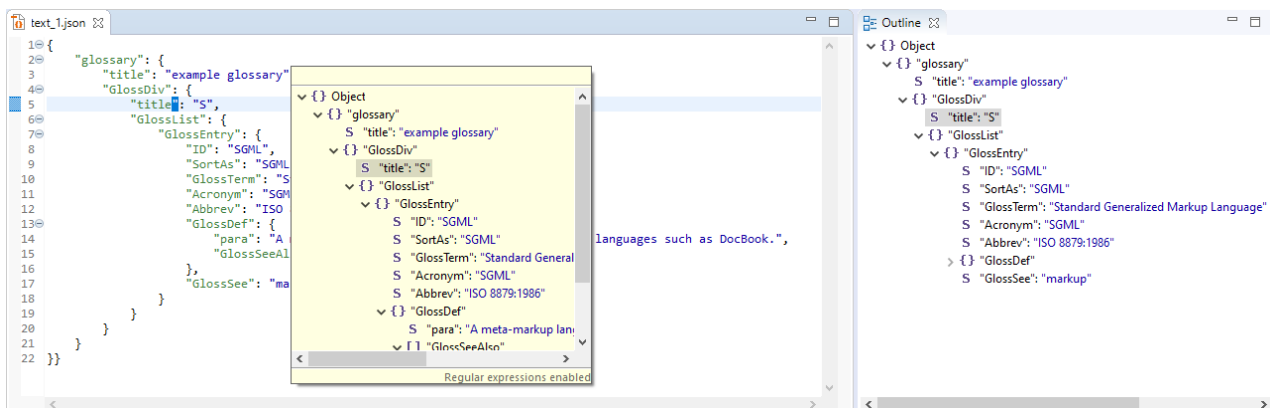 text_1.json
1 {
2 "glossary": {
3 "title": "example glossary"
4 "GlossDiv": {
5 "title": "S",
6 "GlossList": {
7 "GlossEntry": {
8 "ID": "SGML",
9 "SortAs": "SGML
10 "GlossTerm": "S
11 "Acronym": "SGM
12 "Abbrev": "ISO
13 "GlossDef": {
14 "para": "A languages such as DocBook.",
15 "GlossSeeAl
16 },
17 "GlossSee": "ma
18 }
19 }
20 }
21 }
22 }}
{} Object
{} "glossary"
S "title": "example glossary"
{} "GlossDiv"
S "title": "S"
{} "GlossList"
{} "GlossEntry"
S "ID": "SGML"
S "SortAs": "SGML"
S "GlossTerm": "Standard General
S "Acronym": "SGML"
S "Abbrev": "ISO 8879:1986"
{} "GlossDef"
S "para": "A meta-markup lan
[] "GlossSeeAlso"
Regular expressions enabled
Outline
{} Object
{} "glossary"
S "title": "example glossary"
{} "GlossDiv"
S "title": "S"
{} "GlossList"
{} "GlossEntry"
S "ID": "SGML"
S "SortAs": "SGML"
S "GlossTerm": "Standard Generalized Markup Language"
S "Acronym": "SGML"
S "Abbrev": "ISO 8879:1986"
{} "GlossDef"
S "GlossSee": "markup"